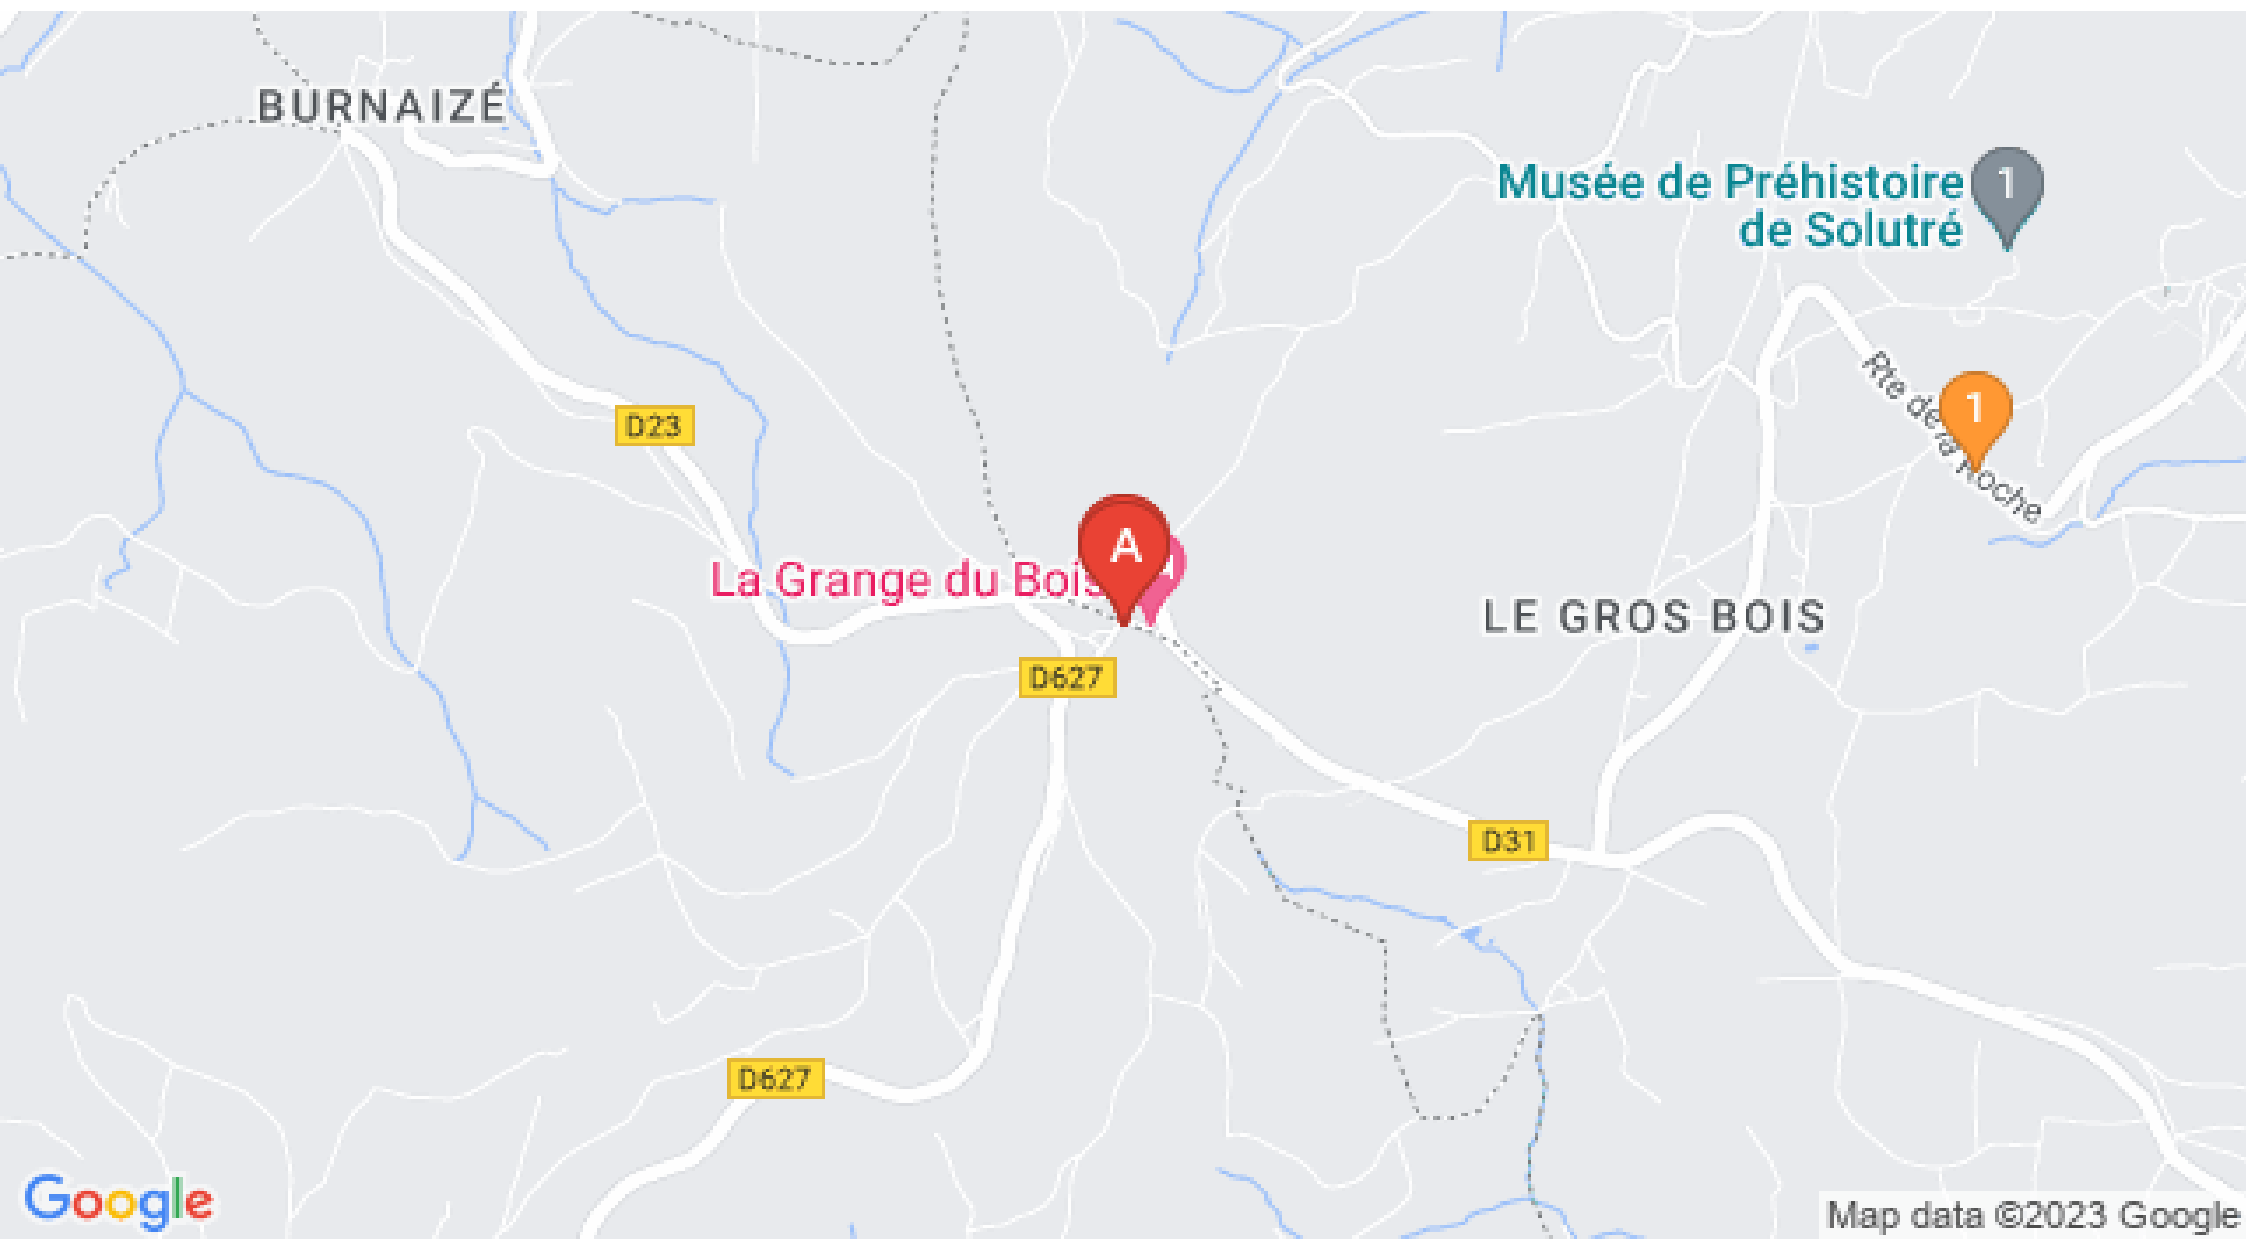 BURNAIZÉ
Musée de Préhistoire
de Solutré
1
Rte de la Roche
1
D23
A
La Grange du Bois
LE GROS BOIS
D627
D31
D627
Google
Map data ©2023 Google